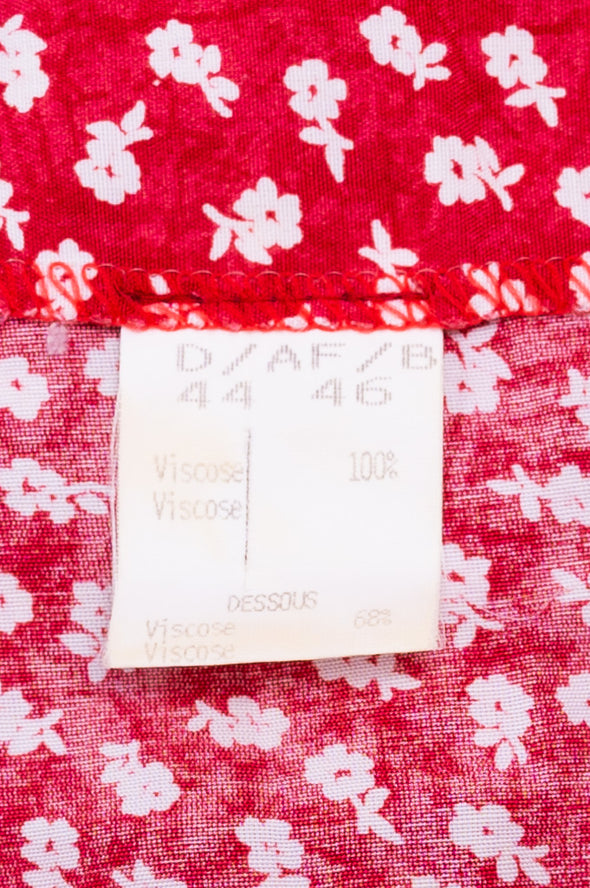 D/AF/B
44 46
Viscose 100%
Viscose
DESSOUS
Viscose 68%
Viscose